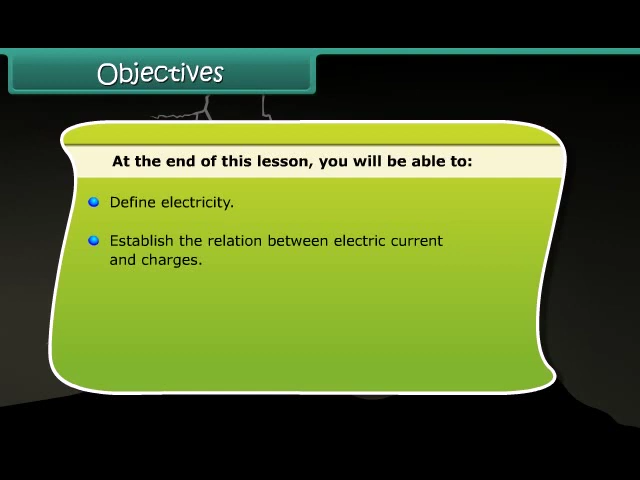 Objectives
At the end of this lesson, you will be able to:
Define electricity.
Establish the relation between electric current
and charges.